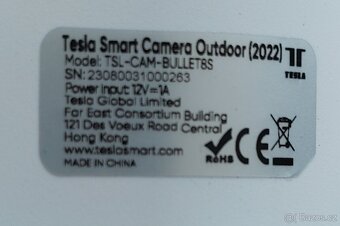 Tesla Smart Camera Outdoor (2022)
Model: TSL-CAM-BULLET8S
SN: 23080031000263
Power Input: 12V=1A
Tesla Global Limited
Far East Consortium Building
121 Des Voeux Road Central
Hong Kong
www.teslasmart.com
MADE IN CHINA
TESLA
RoHS
CE
© Bazos.cz